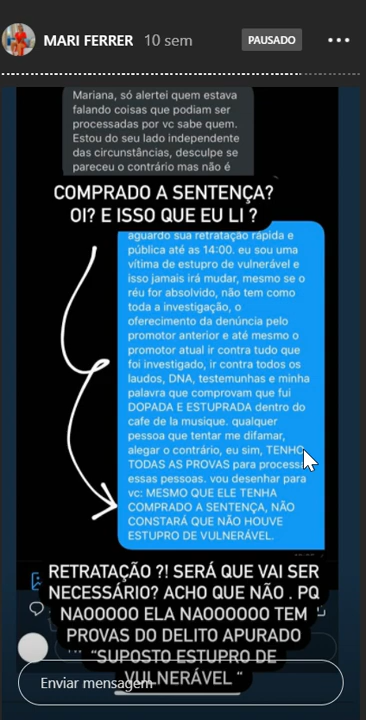 MARI FERRER 10 sem PAUSADO
Mariana, só alertei quem estava
falando coisas que podiam ser
processadas por vc sabe quem.
Estou do seu lado independente
das circunstâncias, desculpe se
pareceu o contrário mas não é
COMPRADO A SENTENÇA?
OI? E ISSO QUE EU LI ?
aguardo sua retratação rápida e
pública até as 14:00. eu sou uma
vítima de estupro de vulnerável e
isso jamais irá mudar, mesmo se o
réu for absolvido, não tem como
toda a investigação, o
oferecimento da denúncia pelo
promotor anterior e até mesmo o
promotor atual ir contra tudo que
foi investigado, ir contra todos os
laudos, DNA, testemunhas e minha
palavra que comprovam que fui
DOPADA E ESTUPRADA dentro do
cafe de la musique. qualquer
pessoa que tentar me difamar,
alegar o contrário, eu sim, TENHO
TODAS AS PROVAS para processa
essas pessoas. vou desenhar para
vc: MESMO QUE ELE TENHA
COMPRADO A SENTENÇA, NÃO
CONSTARÁ QUE NÃO HOUVE
ESTUPRO DE VULNERÁVEL.
RETRATAÇÃO ?! SERÁ QUE VAI SER
NECESSÁRIO? ACHO QUE NÃO . PQ
NAOOOOO ELA NAOOOOOO TEM
PROVAS DO DELITO APURADO
"SUPOSTO ESTUPRO DE
VULNERÁVEL "
Enviar mensagem